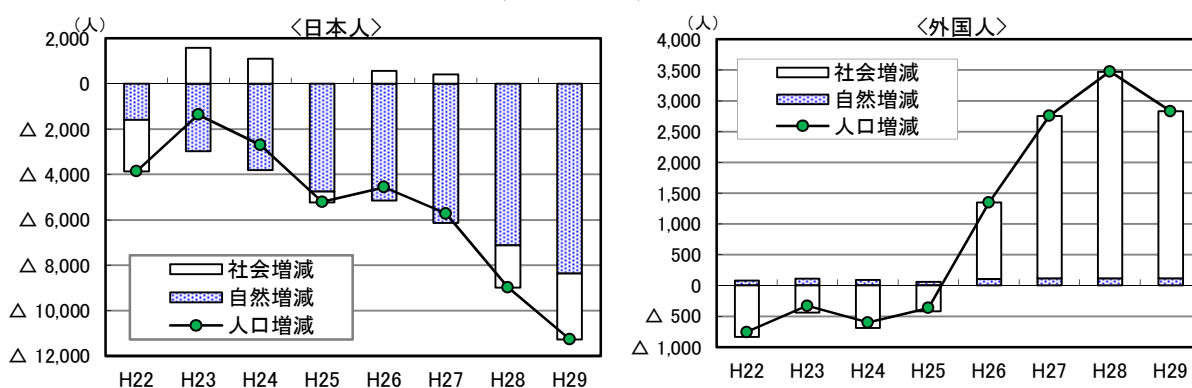 （人）
〈日本人〉
2,000
0
△ 2,000
△ 4,000
△ 6,000
△ 8,000
△ 10,000
△ 12,000
社会増減
自然増減
人口増減
H22 H23 H24 H25 H26 H27 H28 H29
（人）
〈外国人〉
4,000
3,500
3,000
2,500
2,000
1,500
1,000
500
0
△ 500
△ 1,000
社会増減
自然増減
人口増減
H22 H23 H24 H25 H26 H27 H28 H29